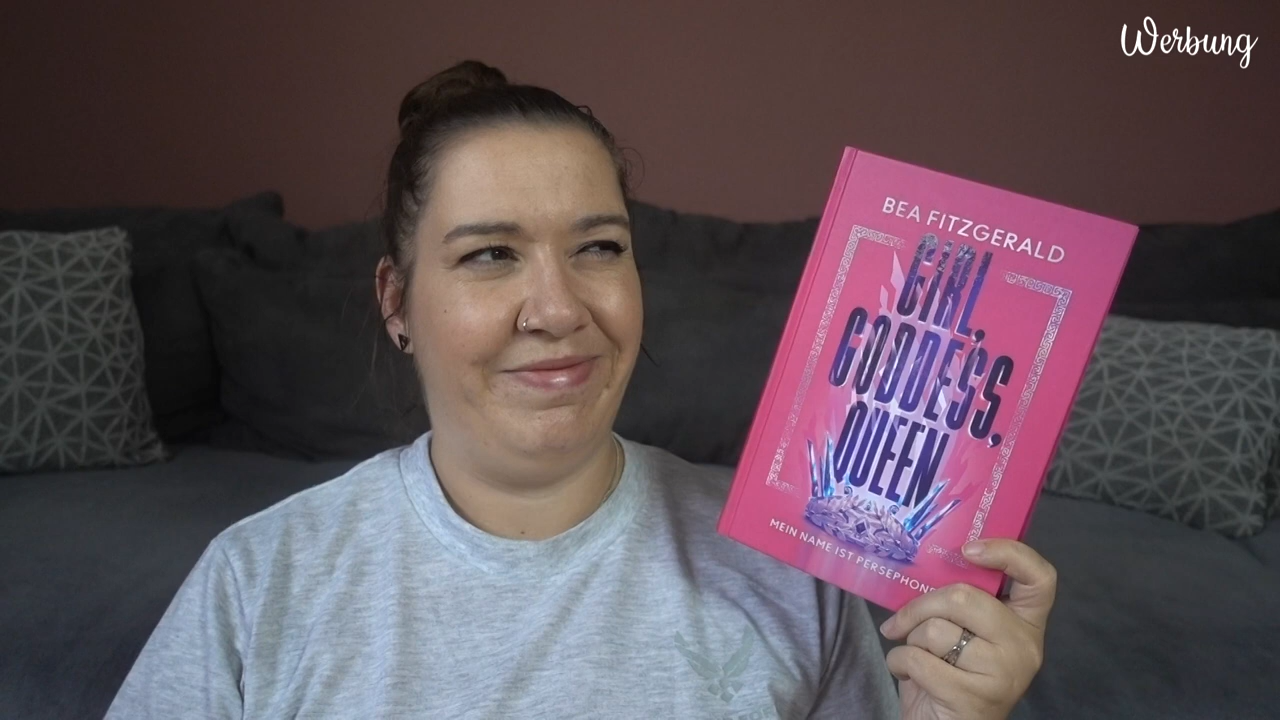 Werbung
BEA FITZGERALD
GIRL,
GODDESS,
QUEEN
MEIN NAME IST PERSEPHONE